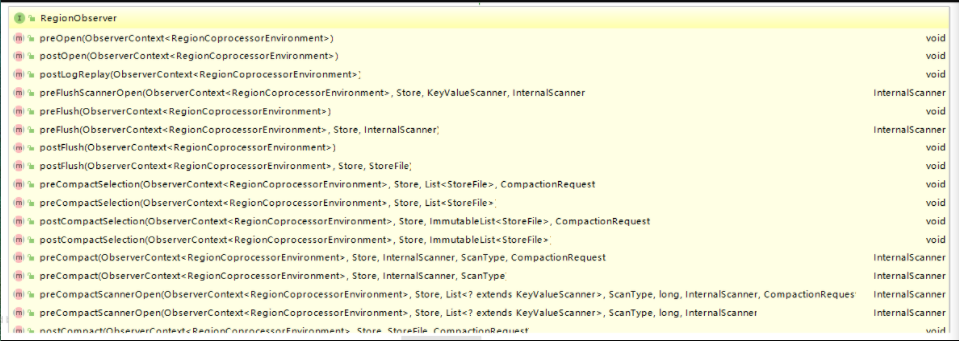 RegionObserver
preOpen(ObserverContext<RegionCoprocessorEnvironment>) void
postOpen(ObserverContext<RegionCoprocessorEnvironment>) void
postLogReplay(ObserverContext<RegionCoprocessorEnvironment>) void
preFlushScannerOpen(ObserverContext<RegionCoprocessorEnvironment>, Store, KeyValueScanner, InternalScanner InternalScanner
preFlush(ObserverContext<RegionCoprocessorEnvironment>) void
preFlush(ObserverContext<RegionCoprocessorEnvironment>, Store, InternalScanner) InternalScanner
postFlush(ObserverContext<RegionCoprocessorEnvironment>) void
postFlush(ObserverContext<RegionCoprocessorEnvironment>, Store, StoreFile) void
preCompactSelection(ObserverContext<RegionCoprocessorEnvironment>, Store, List<StoreFile>, CompactionRequest void
preCompactSelection(ObserverContext<RegionCoprocessorEnvironment>, Store, List<StoreFile>) void
postCompactSelection(ObserverContext<RegionCoprocessorEnvironment>, Store, ImmutableList<StoreFile>, CompactionRequest void
postCompactSelection(ObserverContext<RegionCoprocessorEnvironment>, Store, ImmutableList<StoreFile>) void
preCompact(ObserverContext<RegionCoprocessorEnvironment>, Store, InternalScanner, ScanType, CompactionRequest InternalScanner
preCompact(ObserverContext<RegionCoprocessorEnvironment>, Store, InternalScanner, ScanType) InternalScanner
preCompactScannerOpen(ObserverContext<RegionCoprocessorEnvironment>, Store, List<? extends KeyValueScanner>, ScanType, long, InternalScanner, CompactionReques InternalScanner
preCompactScannerOpen(ObserverContext<RegionCoprocessorEnvironment>, Store, List<? extends KeyValueScanner>, ScanType, long, InternalScanner InternalScanner
postCompact(ObserverContext<RegionCoprocessorEnvironment>, Store, StoreFile, CompactionRequest void